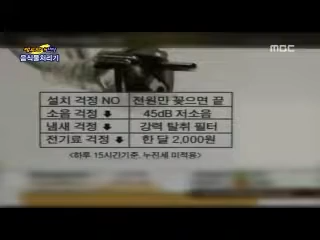 음식물처리기
MBC
설치 걱정 NO 전원만 꽂으면 끝
소음 걱정 ⬇ 45dB 저소음
냄새 걱정 ⬇ 강력 탈취 필터
전기료 걱정 ⬇ 한 달 2,000원
<하루 15시간기준, 누전세 미적용>